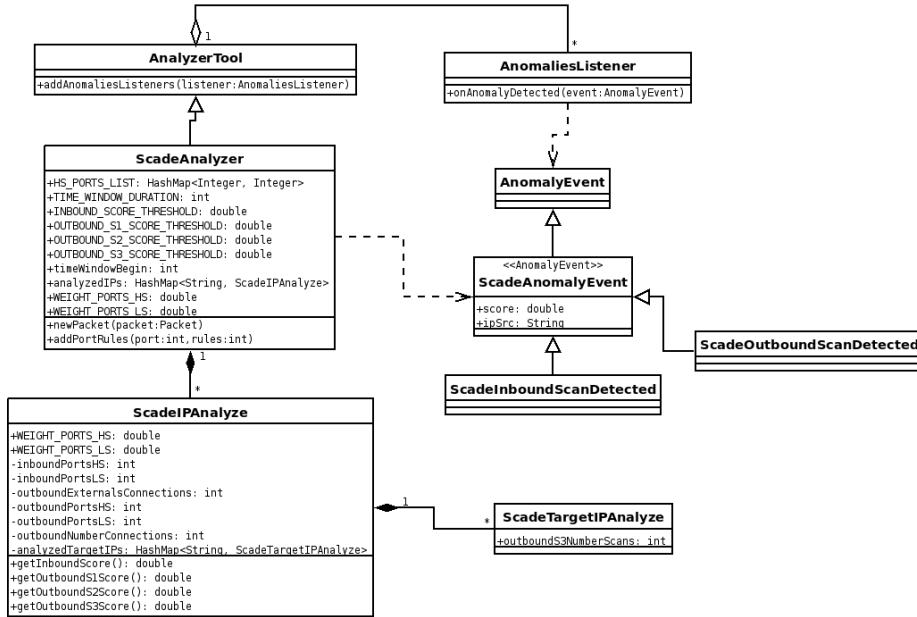 1
*
AnalyzerTool
+addAnomaliesListeners(listener:AnomaliesListener)
AnomaliesListener
+onAnomalyDetected(event:AnomalyEvent)
ScadeAnalyzer
+HS_PORTS_LIST: HashMap<Integer, Integer>
+TIME_WINDOW_DURATION: int
+INBOUND_SCORE_THRESHOLD: double
+OUTBOUND_S1_SCORE_THRESHOLD: double
+OUTBOUND_S2_SCORE_THRESHOLD: double
+OUTBOUND_S3_SCORE_THRESHOLD: double
+timeWindowBegin: int
+analyzedIPs: HashMap<String, ScadeIPAnalyze>
+WEIGHT_PORTS_HS: double
+WEIGHT_PORTS_LS: double
+newPacket(packet:Packet)
+addPortRules(port:int,rules:int)
AnomalyEvent
<<AnomalyEvent>>
ScadeAnomalyEvent
+score: double
+ipSrc: String
ScadeOutboundScanDetected
ScadeInboundScanDetected
1
*
ScadeIPAnalyze
+WEIGHT_PORTS_HS: double
+WEIGHT_PORTS_LS: double
-inboundPortsHS: int
-inboundPortsLS: int
-outboundExternalsConnections: int
-outboundPortsHS: int
-outboundPortsLS: int
-outboundNumberConnections: int
-analyzedTargetIPs: HashMap<String, ScadeTargetIPAnalyze>
+getInboundScore(): double
+getOutboundS1Score(): double
+getOutboundS2Score(): double
+getOutboundS3Score(): double
1
*
ScadeTargetIPAnalyze
+outboundS3NumberScans: int